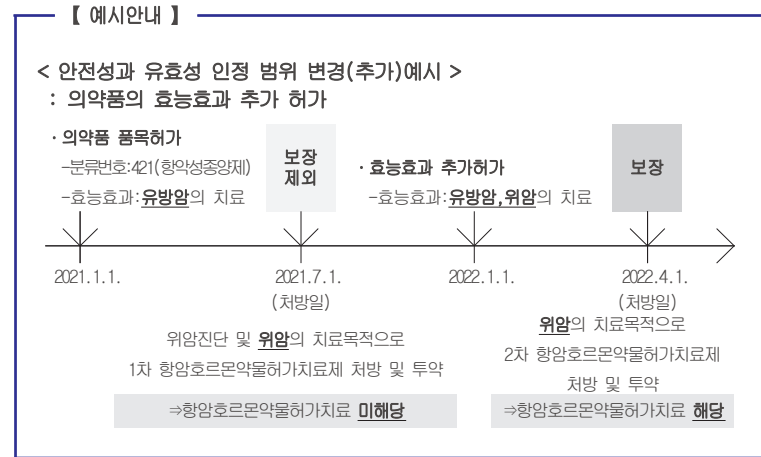 【 예시안내 】
< 안전성과 유효성 인정 범위 변경(추가)예시 >
: 의약품의 효능효과 추가 허가
· 의약품 품목허가
-분류번호:421(항악성종양제)
-효능효과:유방암의 치료
보장
제외
· 효능효과 추가허가
-효능효과:유방암,위암의 치료
보장
2021.1.1.
2021.7.1.
(처방일)
2022.1.1.
2022.4.1.
(처방일)
위암진단 및 위암의 치료목적으로
1차 항암호르몬약물허가치료제 처방 및 투약
⇒항암호르몬약물허가치료 미해당
위암의 치료목적으로
2차 항암호르몬약물허가치료제
처방 및 투약
⇒항암호르몬약물허가치료 해당